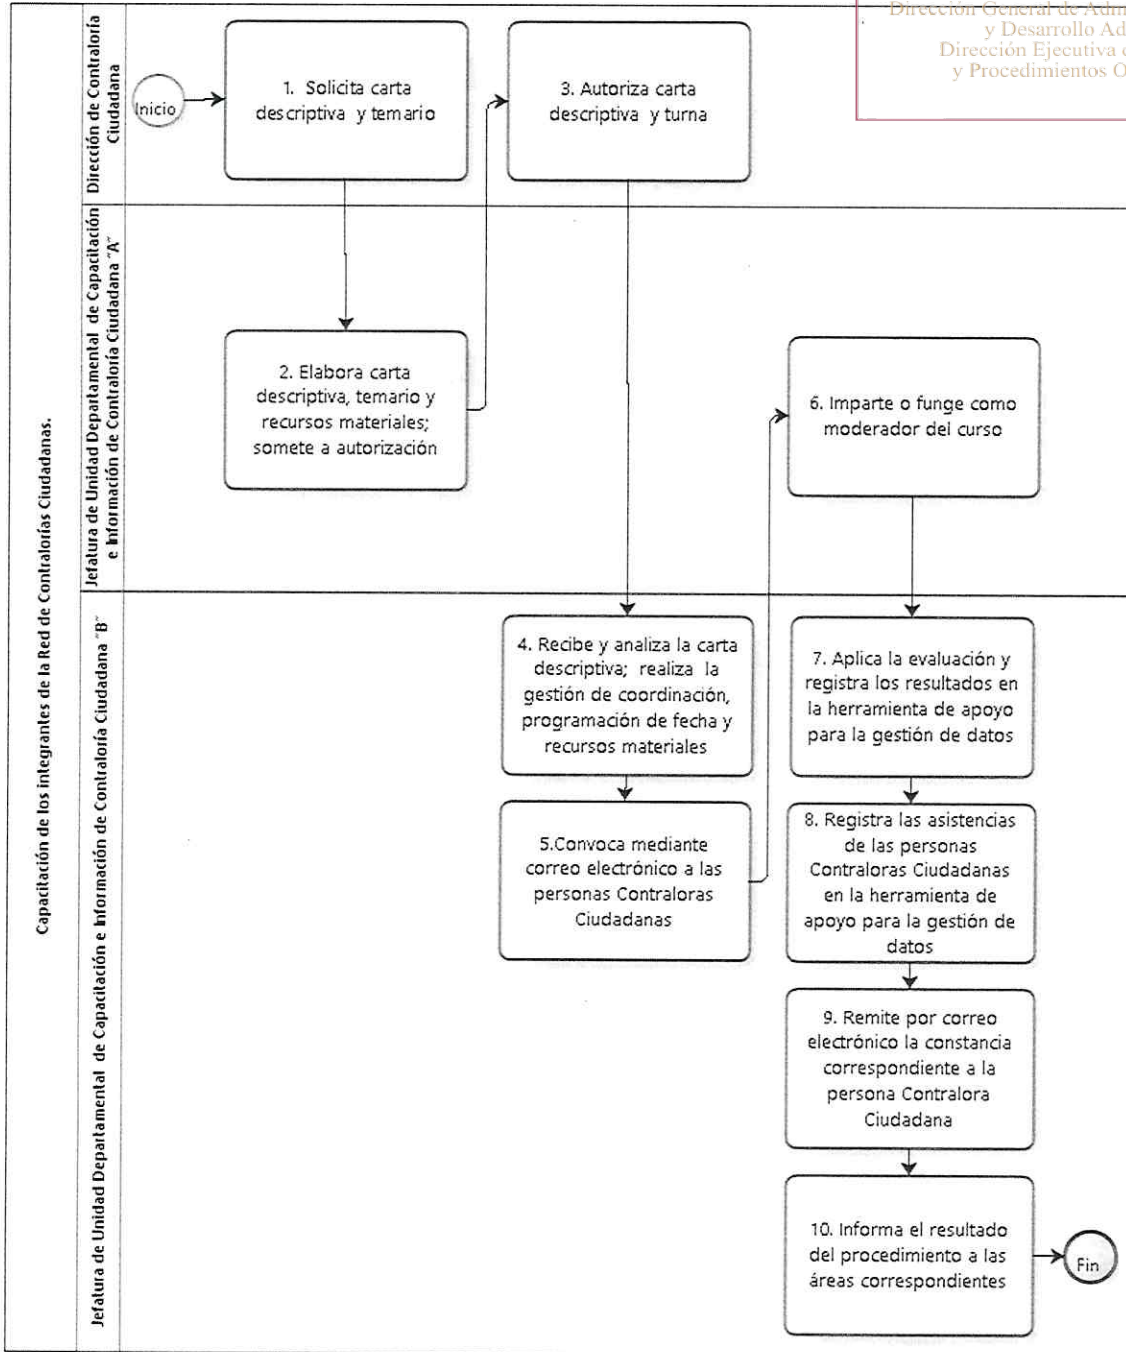 Dirección General de Adm
y Desarrollo Ad
Dirección Ejecutiva
y Procedimientos O
Capacitación de los integrantes de la Red de Contralorías Ciudadanas.
Dirección de Contraloría
Ciudadana
Inicio
1. Solicita carta
descriptiva y temario
3. Autoriza carta
descriptiva y turna
Jefatura de Unidad Departamental de Capacitación
e Información de Contraloría Ciudadana "A"
2. Elabora carta
descriptiva, temario y
recursos materiales;
somete a autorización
6. Imparte o funge como
moderador del curso
Jefatura de Unidad Departamental de Capacitación e Información de Contraloría Ciudadana "B"
4. Recibe y analiza la carta
descriptiva; realiza la
gestión de coordinación,
programación de fecha y
recursos materiales
5.Convoca mediante
correo electrónico a las
personas Contraloras
Ciudadanas
7. Aplica la evaluación y
registra los resultados en
la herramienta de apoyo
para la gestión de datos
8. Registra las asistencias
de las personas
Contraloras Ciudadanas
en la herramienta de
apoyo para la gestión de
datos
9. Remite por correo
electrónico la constancia
correspondiente a la
persona Contralora
Ciudadana
10. Informa el resultado
del procedimiento a las
áreas correspondientes
Fin